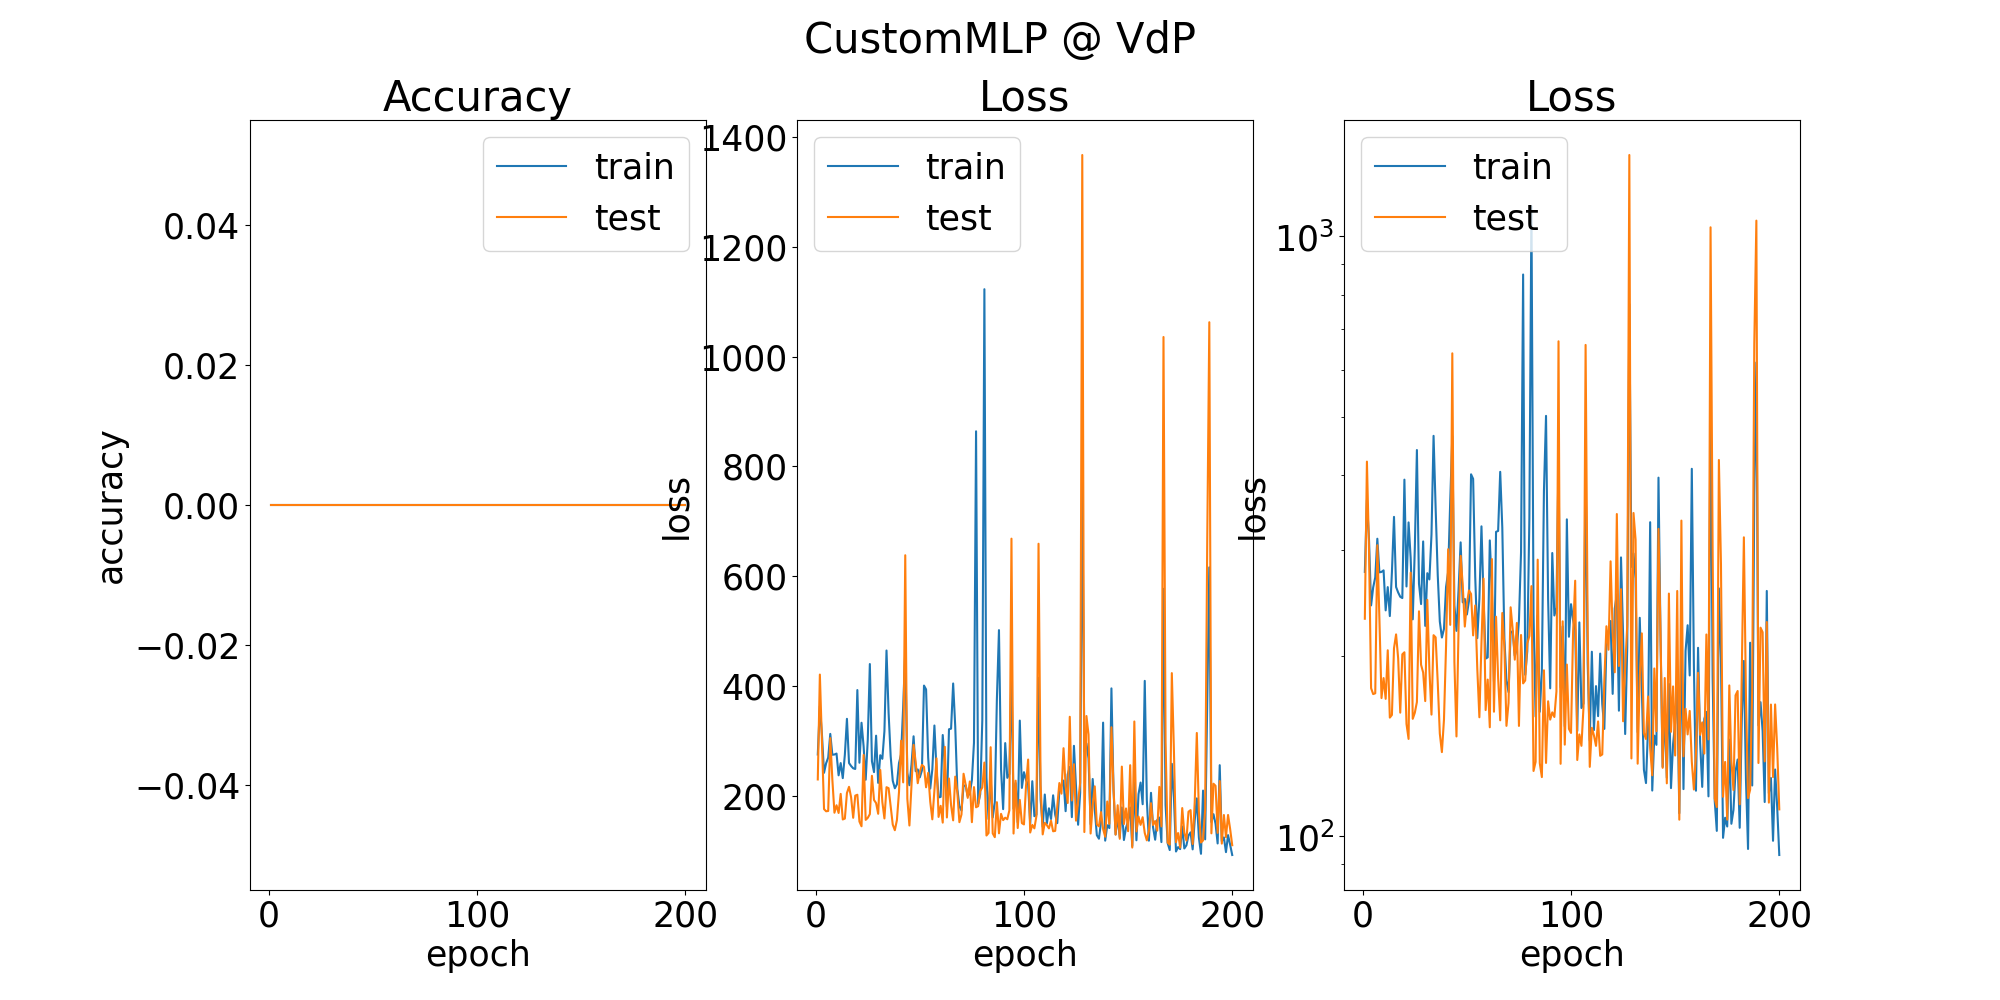 CustomMLP @ VdP
Accuracy
train
test
0.04
0.02
0.00
−0.02
−0.04
accuracy
0 100 200
epoch
Loss
train
test
1400
1200
1000
800
600
400
200
loss
0 100 200
epoch
Loss
train
test
10³
10²
loss
0 100 200
epoch